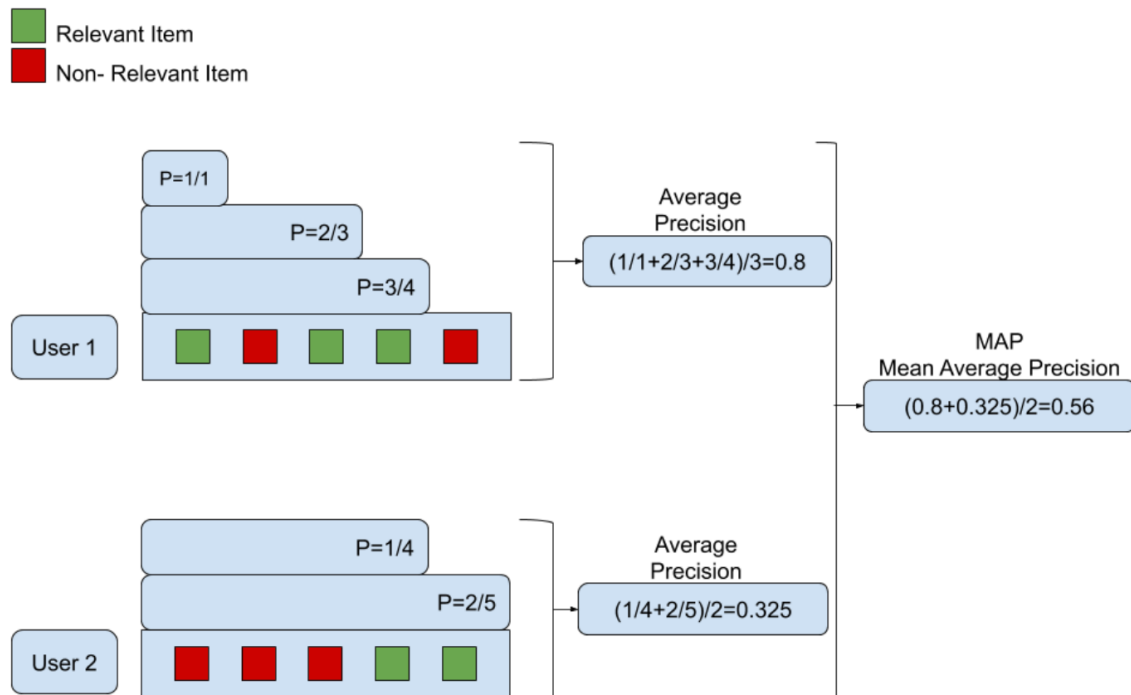 Relevant Item
Non- Relevant Item
P=1/1
P=2/3
P=3/4
User 1
Average
Precision
(1/1+2/3+3/4)/3=0.8
MAP
Mean Average Precision
(0.8+0.325)/2=0.56
P=1/4
P=2/5
User 2
Average
Precision
(1/4+2/5)/2=0.325